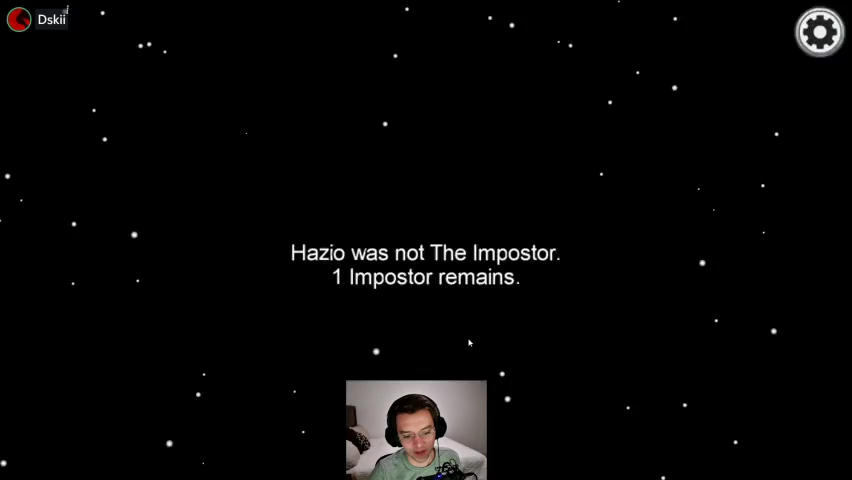 Dskii
Hazio was not The Impostor.
1 Impostor remains.